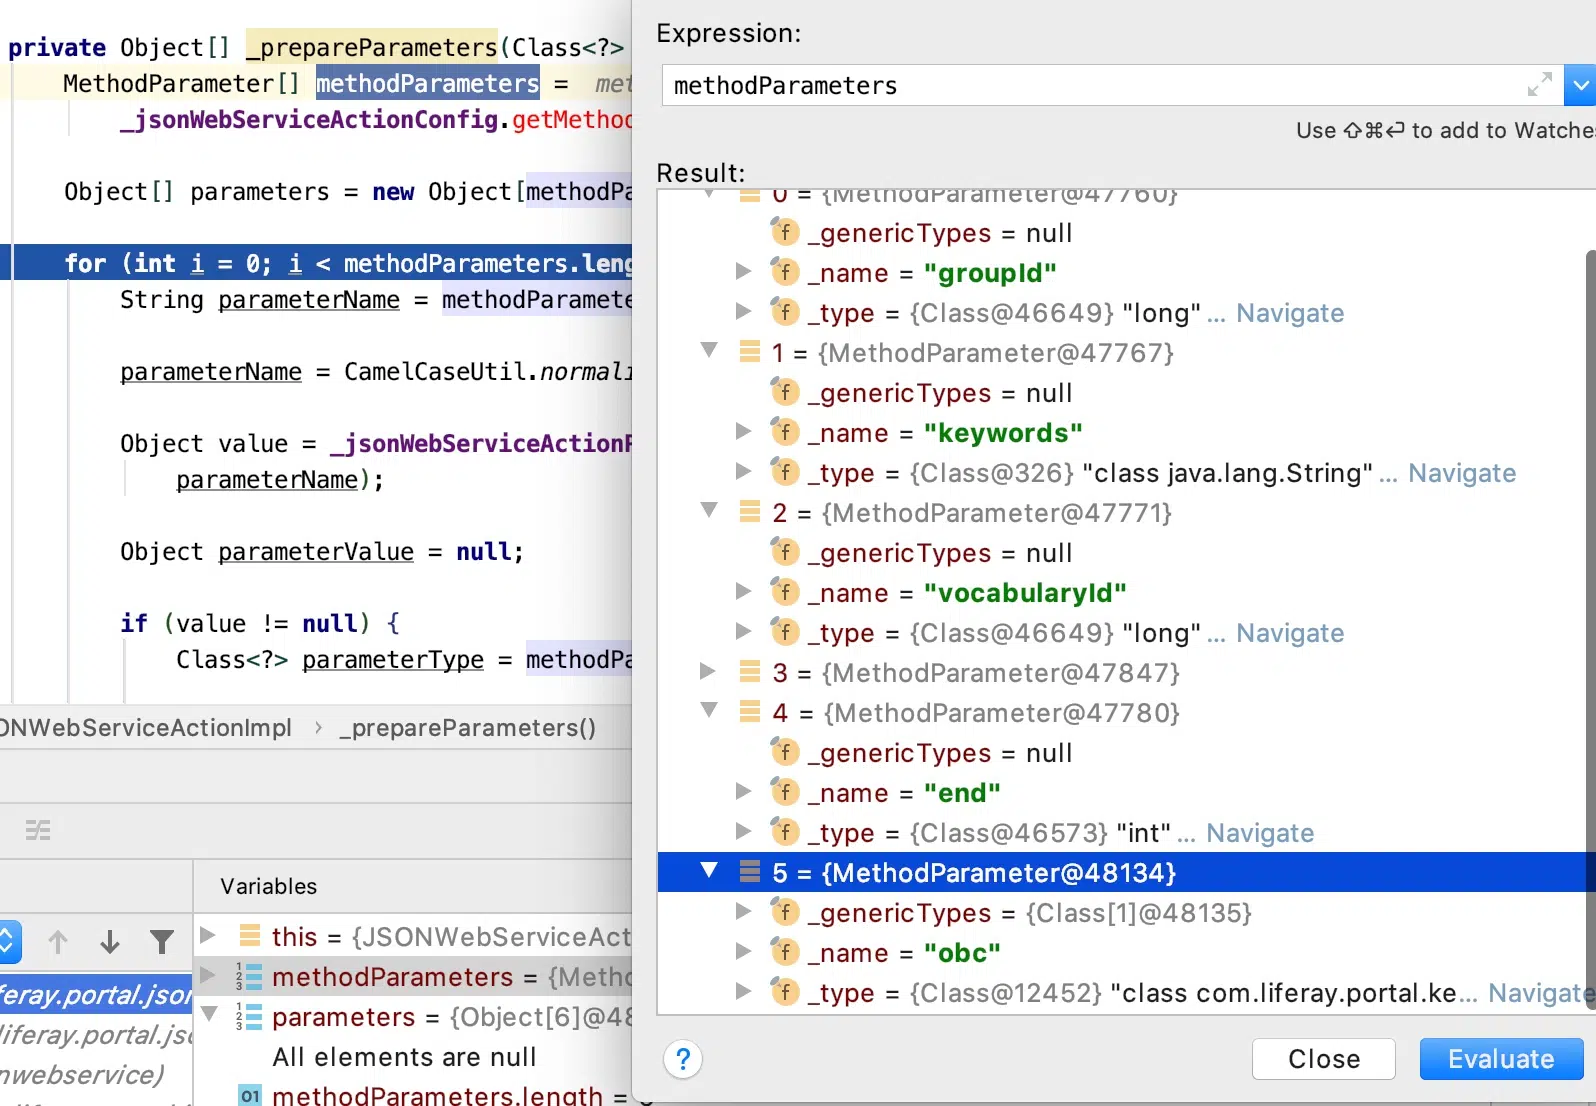 private Object[] _prepareParameters(Class<?>
MethodParameter[] methodParameters = met
_jsonWebServiceActionConfig.getMethod
Object[] parameters = new Object[methodPa
for (int i = 0; i < methodParameters.leng
String parameterName = methodParamete
parameterName = CamelCaseUtil.normali
Object value = _jsonWebServiceActionP
parameterName);
Object parameterValue = null;
if (value != null) {
Class<?> parameterType = methodPa
ONWebServiceActionImpl › _prepareParameters()
Variables
this = {JSONWebServiceAct
methodParameters = {Metho
parameters = {Object[6]@48
All elements are null
01 methodParameters.length =
feray.portal.json
liferay.portal.jso
nwebservice)
Expression:
methodParameters
Use ⇧⌘⏎ to add to Watche
Result:
0 = {MethodParameter@47760}
f _genericTypes = null
f _name = "groupId"
f _type = {Class@46649} "long" ... Navigate
1 = {MethodParameter@47767}
f _genericTypes = null
f _name = "keywords"
f _type = {Class@326} "class java.lang.String" ... Navigate
2 = {MethodParameter@47771}
f _genericTypes = null
f _name = "vocabularyId"
f _type = {Class@46649} "long" ... Navigate
3 = {MethodParameter@47847}
4 = {MethodParameter@47780}
f _genericTypes = null
f _name = "end"
f _type = {Class@46573} "int" ... Navigate
5 = {MethodParameter@48134}
f _genericTypes = {Class[1]@48135}
f _name = "obc"
f _type = {Class@12452} "class com.liferay.portal.ke... Navigate
? Close Evaluate